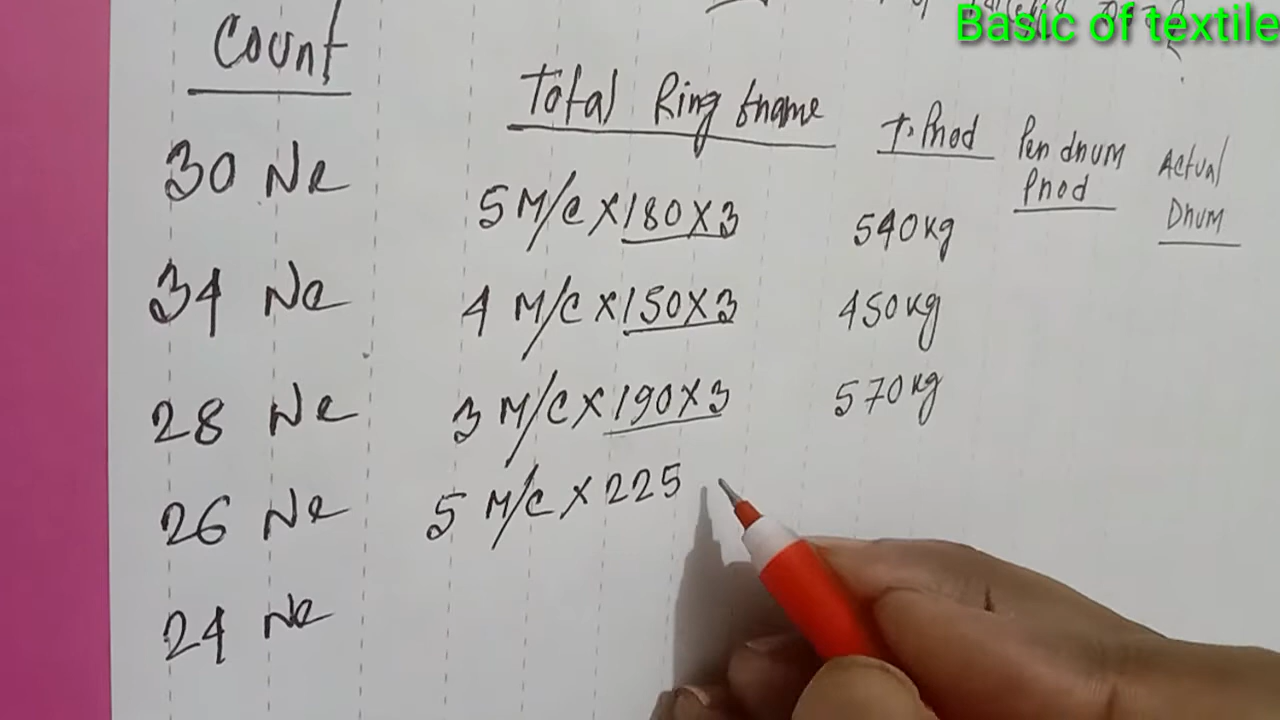 Basic of textile
Count Total Ring frame T.Prod Per drum Prod Actual Drum
30 Ne 5 M/C X 180 X 3 540 kg
34 Ne 4 M/C X 150 X 3 450 kg
28 Ne 3 M/C X 190 X 3 570 kg
26 Ne 5 M/C X 225
24 Ne